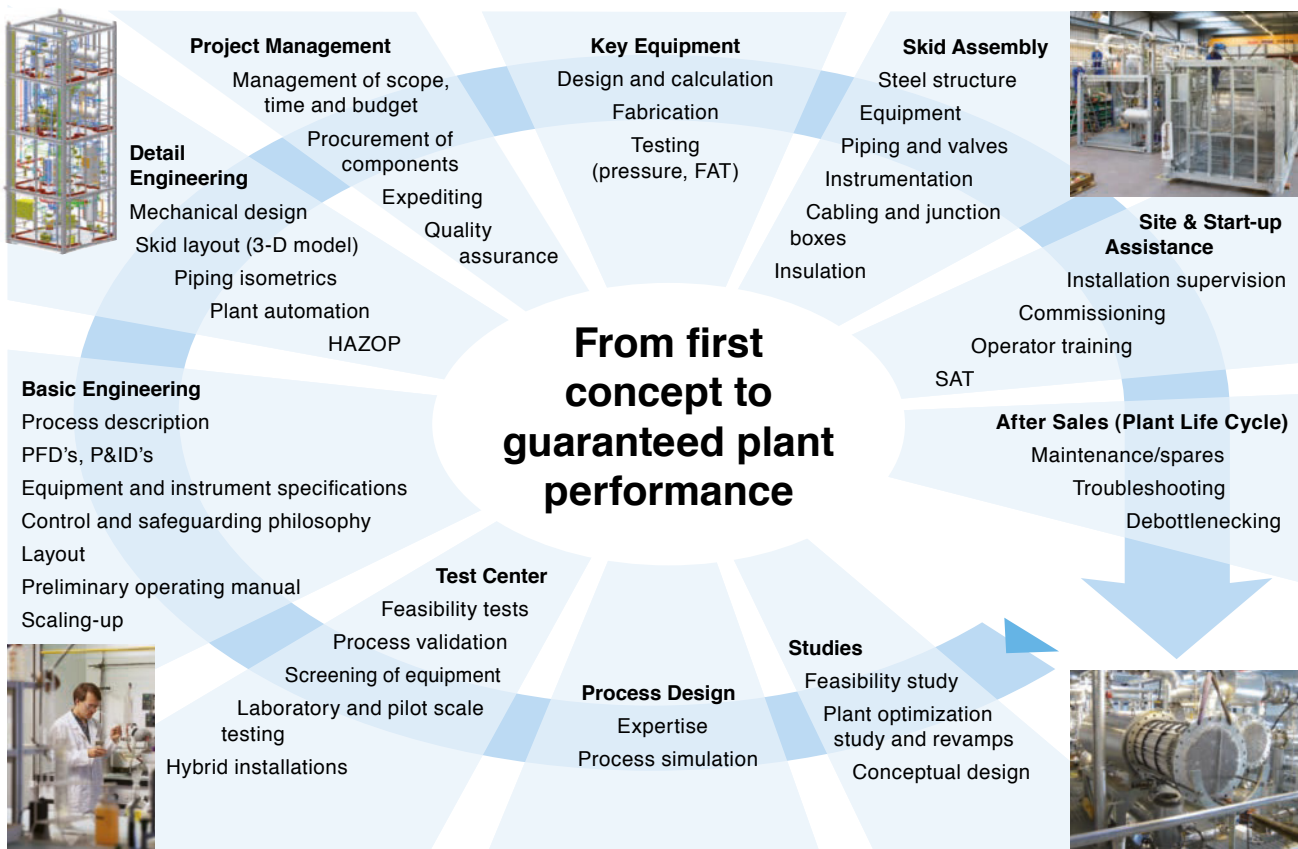 Project Management
Management of scope,
time and budget
Procurement of
components
Expediting
Quality
assurance
Key Equipment
Design and calculation
Fabrication
Testing
(pressure, FAT)
Skid Assembly
Steel structure
Equipment
Piping and valves
Instrumentation
Cabling and junction
boxes
Insulation
Detail
Engineering
Mechanical design
Skid layout (3-D model)
Piping isometrics
Plant automation
HAZOP
Site & Start-up
Assistance
Installation supervision
Commissioning
Operator training
SAT
From first
concept to
guaranteed plant
performance
Basic Engineering
Process description
PFD’s, P&ID’s
Equipment and instrument specifications
Control and safeguarding philosophy
Layout
Preliminary operating manual
Scaling-up
After Sales (Plant Life Cycle)
Maintenance/spares
Troubleshooting
Debottlenecking
Test Center
Feasibility tests
Process validation
Screening of equipment
Laboratory and pilot scale
testing
Hybrid installations
Process Design
Expertise
Process simulation
Studies
Feasibility study
Plant optimization
study and revamps
Conceptual design